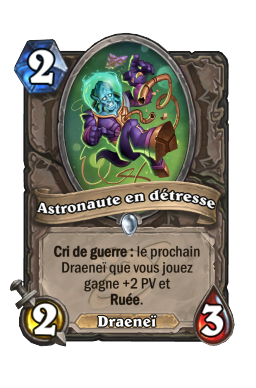 2
Astronaute en détresse
Cri de guerre : le prochain
Draeneï que vous jouez
gagne +2 PV et
Ruée.
2
Draeneï
3